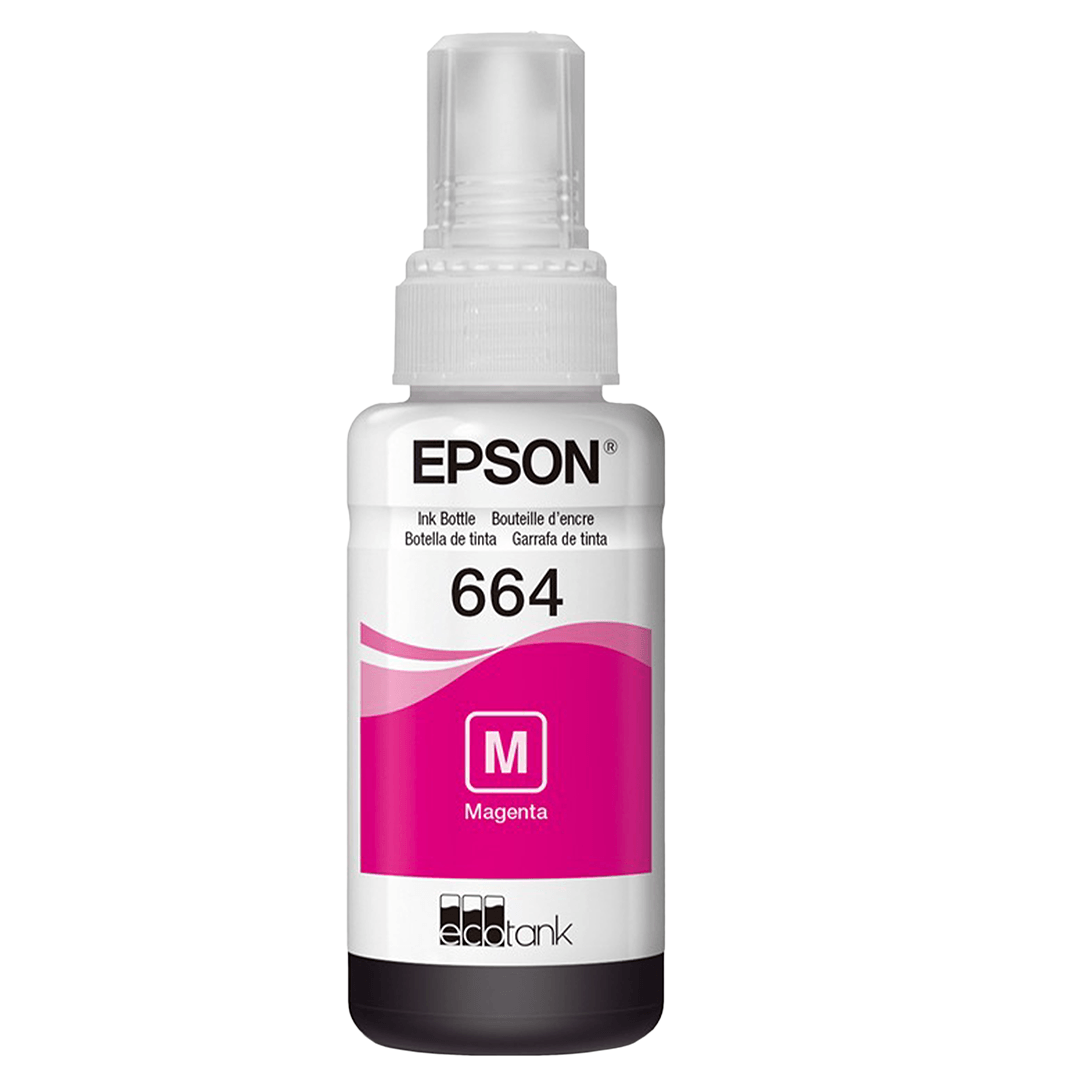 EPSON®
Ink Bottle Bouteille d'encre
Botella de tinta Garrafa de tinta
664
M
Magenta
ecotank